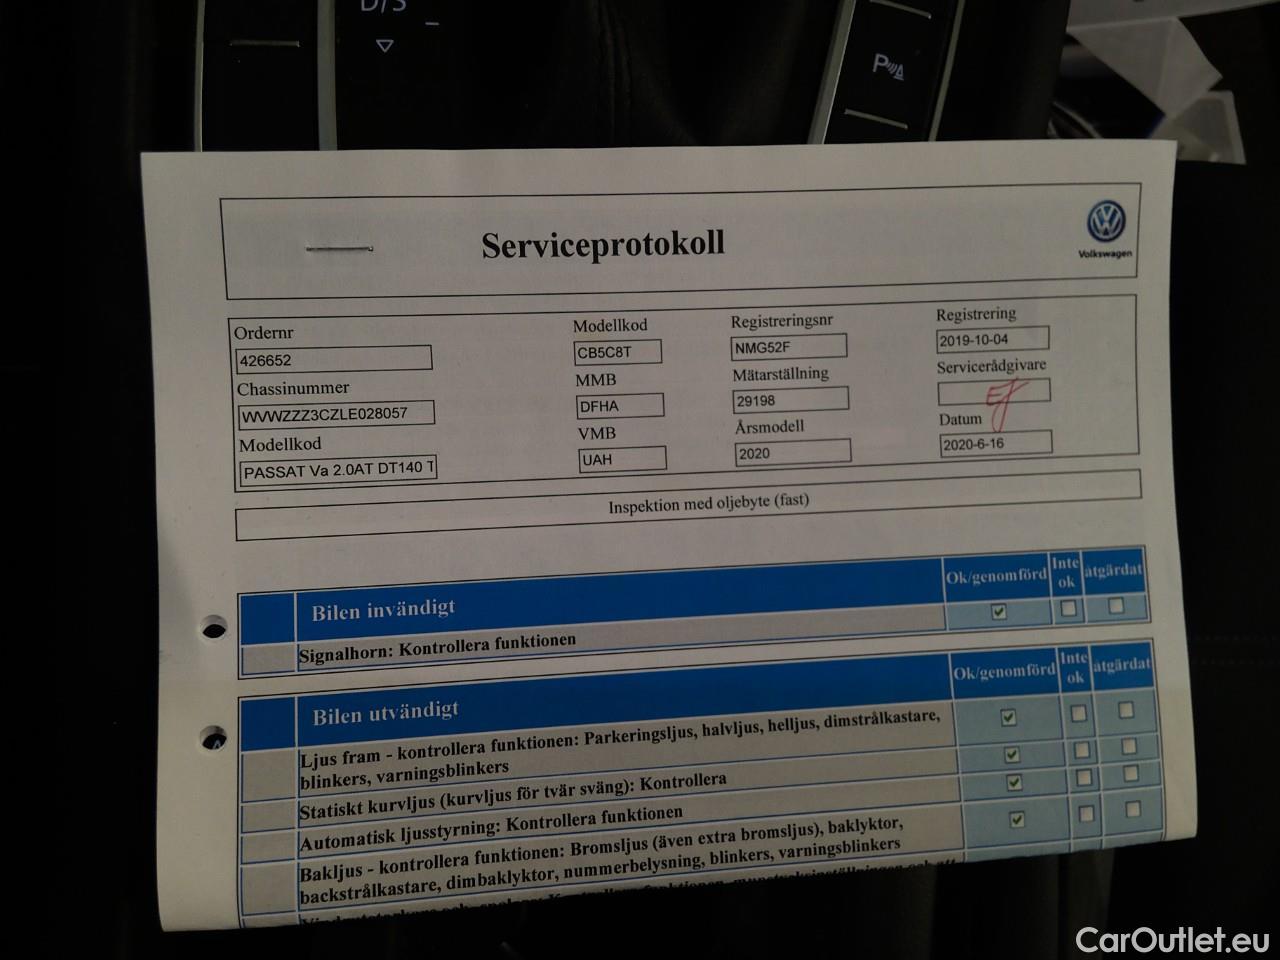 D/S
P
Serviceprotokoll
Volkswagen
Ordernr
426652
Chassinummer
WVWZZZ3CZLE028057
Modellkod
PASSAT Va 2.0AT DT140 T
Modellkod
CB5C8T
MMB
DFHA
VMB
UAH
Registreringsnr
NMG52F
Mätarställning
29198
Årsmodell
2020
Registrering
2019-10-04
Servicerådgivare
EJ
Datum
2020-6-16
Inspektion med oljebyte (fast)
Bilen invändigt
Ok/genomförd
Inte ok
åtgärdat
Signalhorn: Kontrollera funktionen
Bilen utvändigt
Ok/genomförd
Inte ok
åtgärdat
Ljus fram - kontrollera funktionen: Parkeringsljus, halvljus, helljus, dimstrålkastare,
blinkers, varningsblinkers
Statiskt kurvljus (kurvljus för tvär sväng): Kontrollera
Automatisk ljusstyrning: Kontrollera funktionen
Bakljus - kontrollera funktionen: Bromsljus (även extra bromsljus), baklyktor,
backstrålkastare, dimbaklyktor, nummerbelysning, blinkers, varningsblinkers
CarOutlet.eu